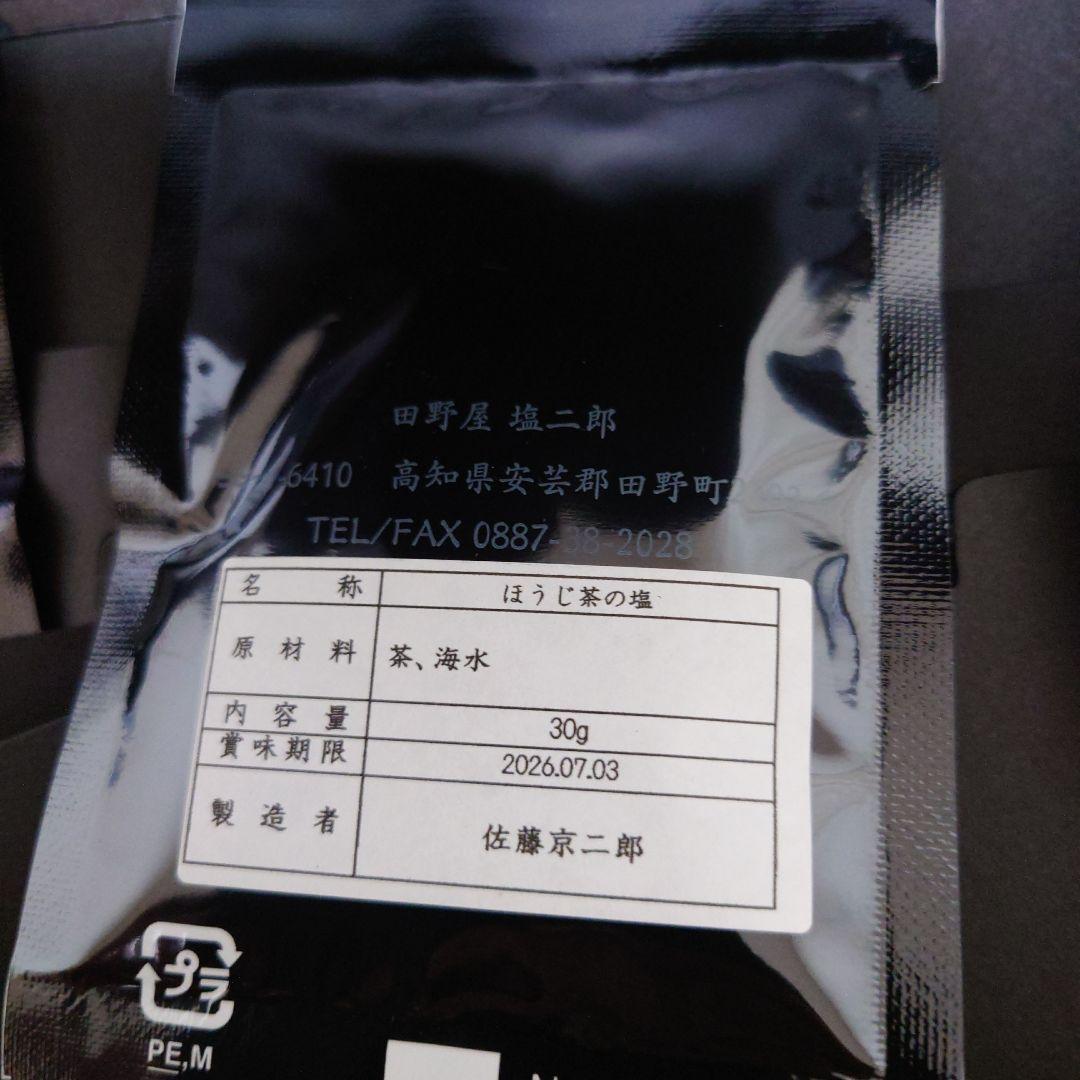 田野屋 塩二郎
6410 高知県安芸郡田野町
TEL/FAX 0887-38-2028
名称 ほうじ茶の塩
原材料 茶、海水
内容量 30g
賞味期限 2026.07.03
製造者 佐藤京二郎
プラ
PE,M